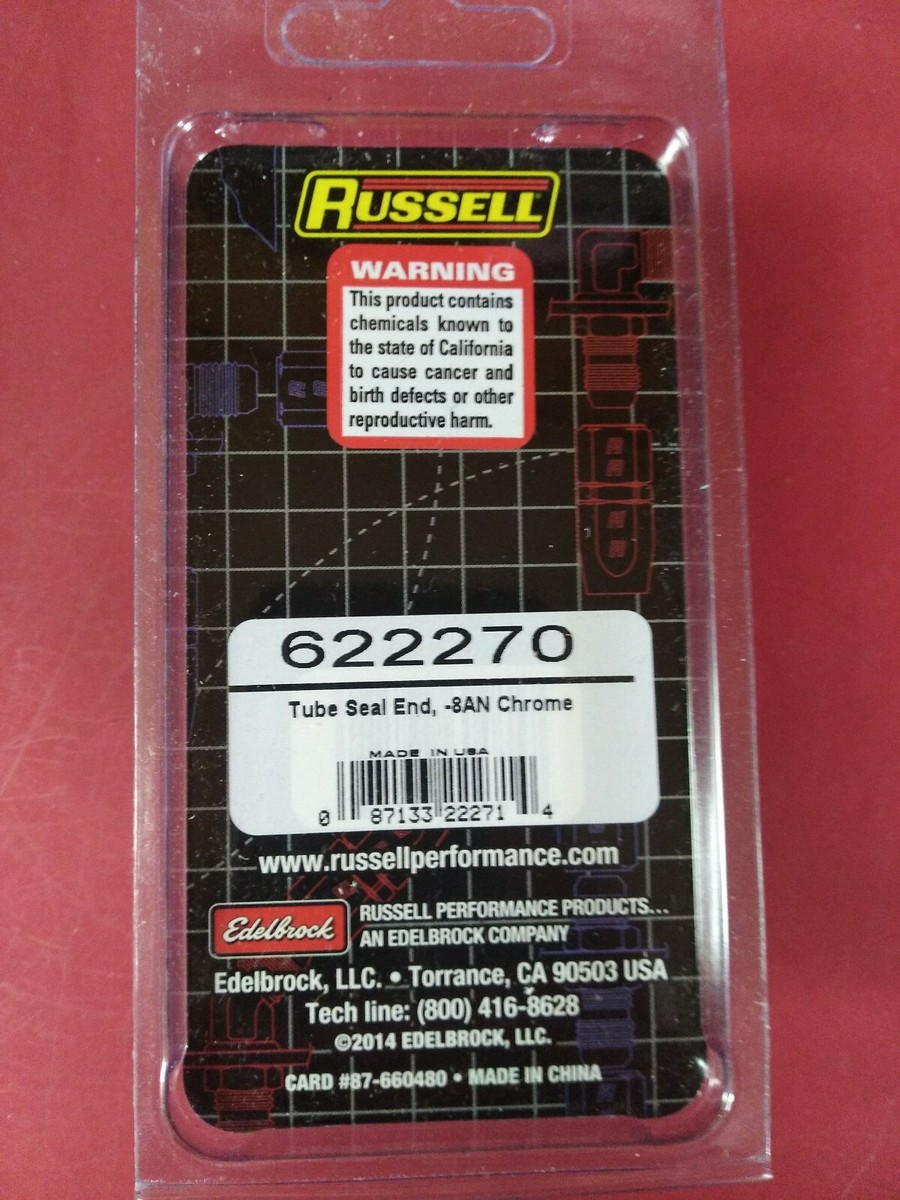 RUSSELL
WARNING
This product contains
chemicals known to
the state of California
to cause cancer and
birth defects or other
reproductive harm.
622270
Tube Seal End, -8AN Chrome
MADE IN USA
0 87133 22271 4
www.russellperformance.com
Edelbrock
RUSSELL PERFORMANCE PRODUCTS...
AN EDELBROCK COMPANY
Edelbrock, LLC. • Torrance, CA 90503 USA
Tech line: (800) 416-8628
©2014 EDELBROCK, LLC.
CARD #87-660480 • MADE IN CHINA